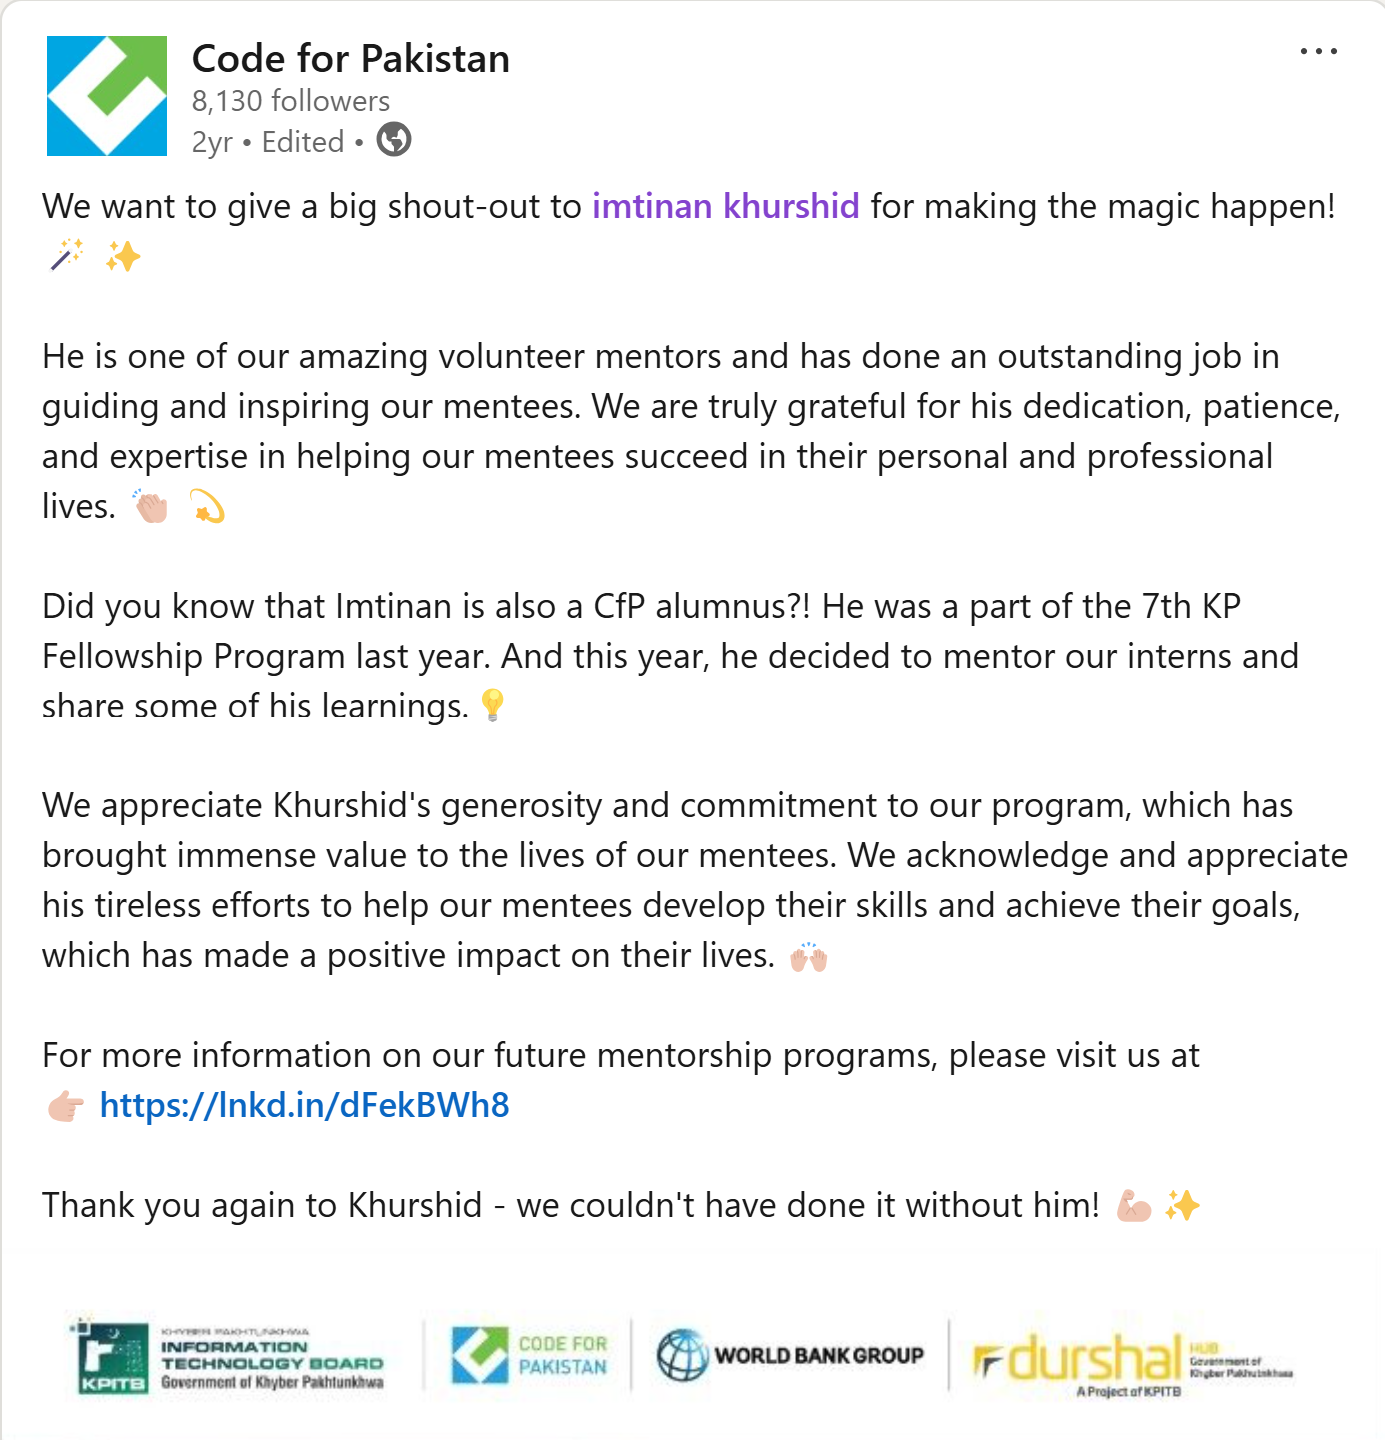 Code for Pakistan
8,130 followers
2yr • Edited •
We want to give a big shout-out to imtinan khurshid for making the magic happen!
🪄 ✨
He is one of our amazing volunteer mentors and has done an outstanding job in
guiding and inspiring our mentees. We are truly grateful for his dedication, patience,
and expertise in helping our mentees succeed in their personal and professional
lives. 👏🏼 💫
Did you know that Imtinan is also a CfP alumnus?! He was a part of the 7th KP
Fellowship Program last year. And this year, he decided to mentor our interns and
share some of his learnings. 💡
We appreciate Khurshid's generosity and commitment to our program, which has
brought immense value to the lives of our mentees. We acknowledge and appreciate
his tireless efforts to help our mentees develop their skills and achieve their goals,
which has made a positive impact on their lives. 🙌🏼
For more information on our future mentorship programs, please visit us at
👉🏼 https://lnkd.in/dFekBWh8
Thank you again to Khurshid - we couldn't have done it without him! 💪🏼 ✨
KPITB
KHYBER PAKHTUNKHWA
INFORMATION
TECHNOLOGY BOARD
Government of Khyber Pakhtunkhwa
CODE FOR
PAKISTAN
WORLD BANK GROUP
durshal
HUB
Government of
Khyber Pakhutnkhwa
A Project of KPITB